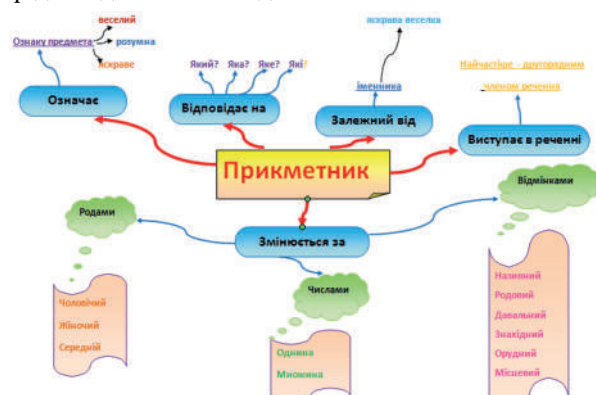 веселий
Ознаку предмета
розумна
яскраве
Означає
Який? Яка? Яке? Які?
Відповідає на
яскрава веселка
іменника
Залежний від
Найчастіше - другорядним
членом речення
Виступає в реченні
Прикметник
Змінюється за
Родами
Чоловічий
Жіночий
Середній
Числами
Однина
Множина
Відмінками
Називний
Родовий
Давальний
Знахідний
Орудний
Місцевий